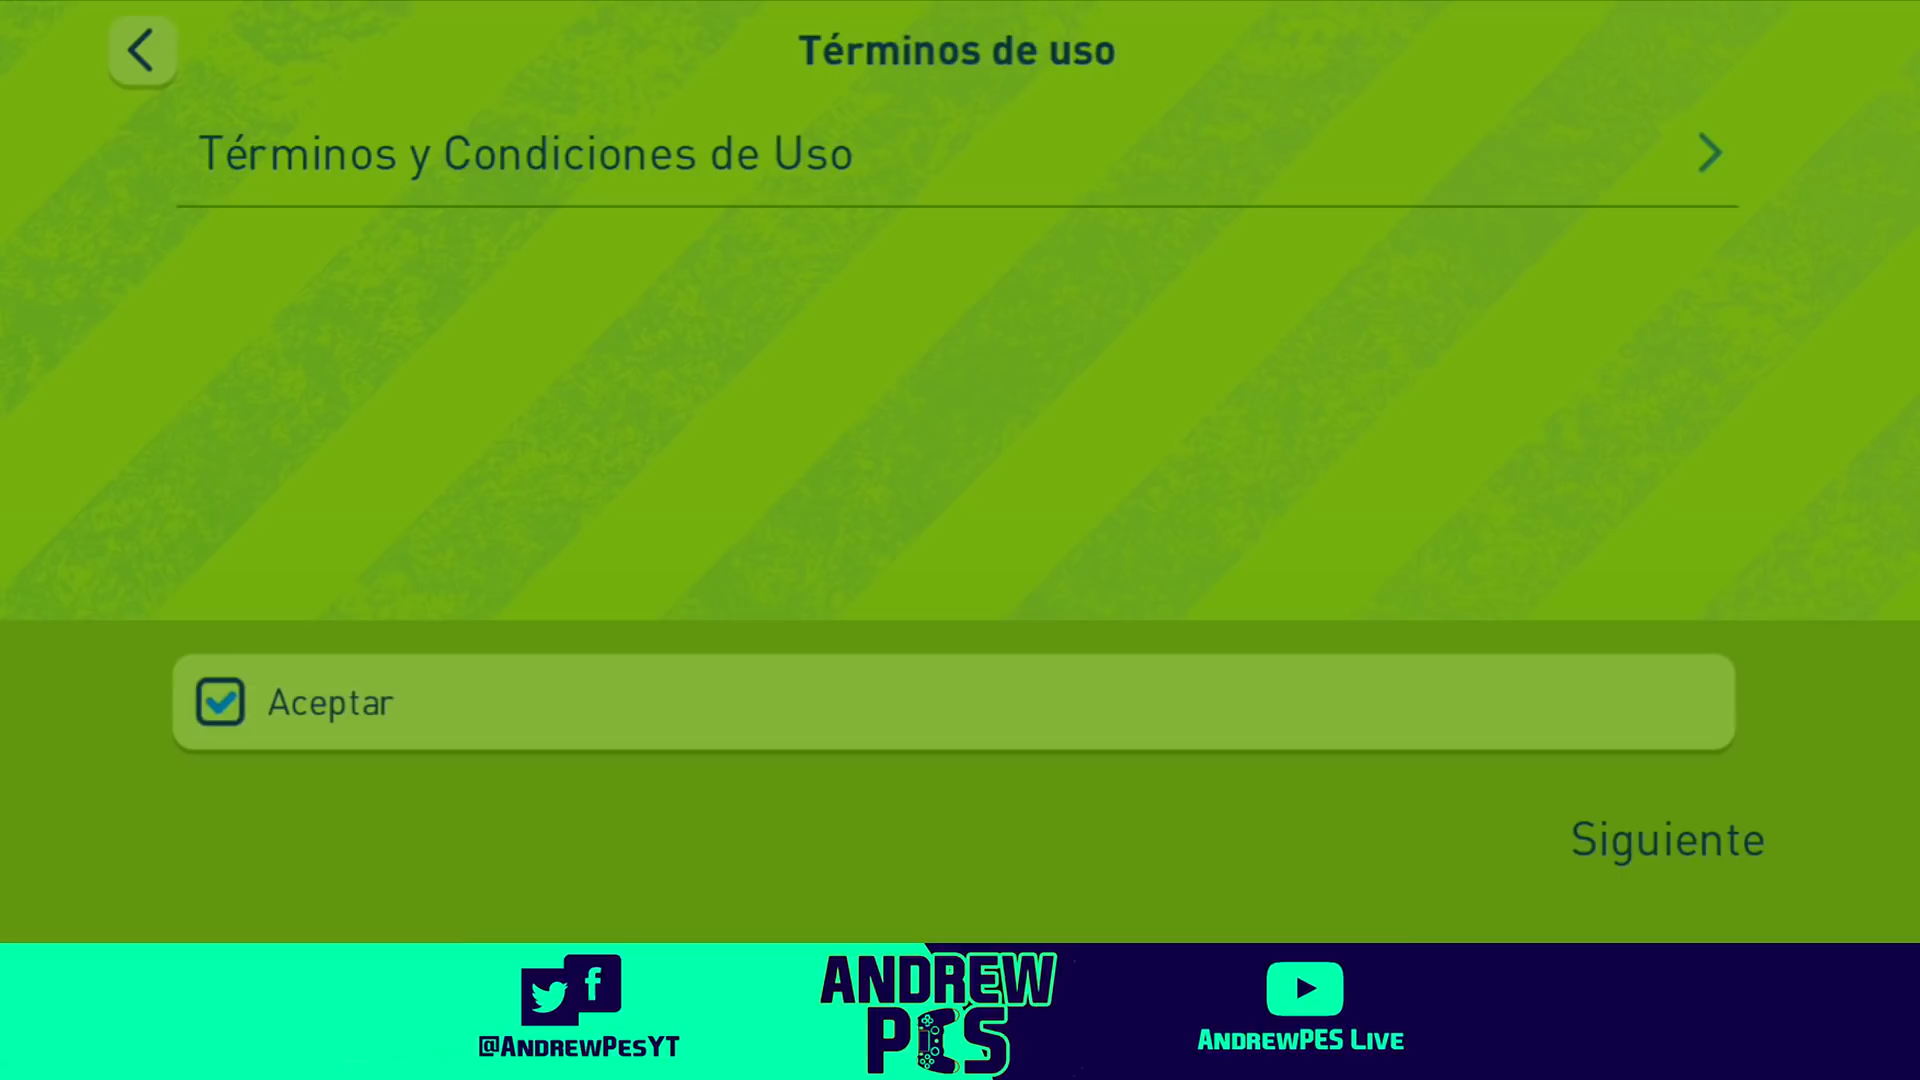 Términos de uso
Términos y Condiciones de Uso
Aceptar
Siguiente
@AndrewPesYT
ANDREW
PES
AndrewPES Live